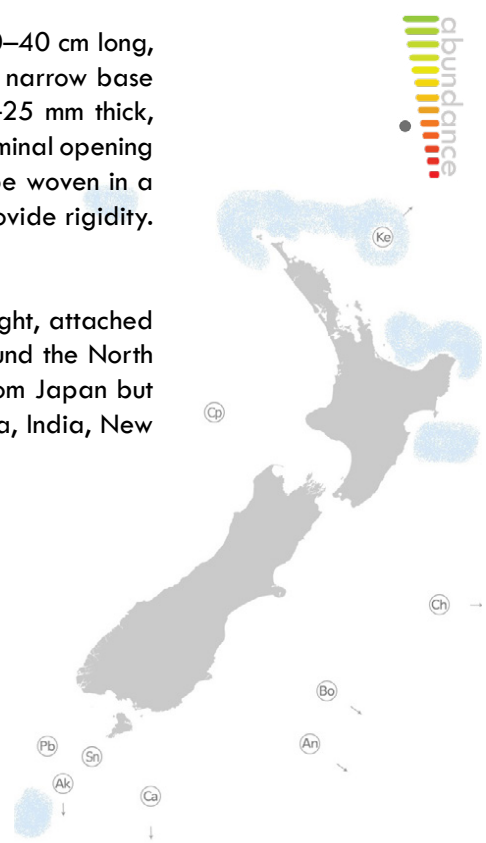 –40 cm long,
narrow base
25 mm thick,
minal opening
e woven in a
ovide rigidity.
ght, attached
und the North
om Japan but
a, India, New
abundance
Ke
Cp
Ch
Bo
An
Pb
Sn
Ak
Ca